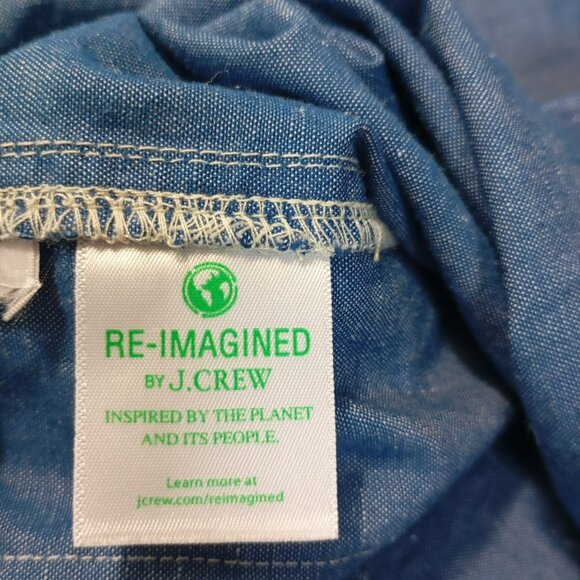 RE-IMAGINED
BY J.CREW
INSPIRED BY THE PLANET
AND ITS PEOPLE.
Learn more at
jcrew.com/reimagined